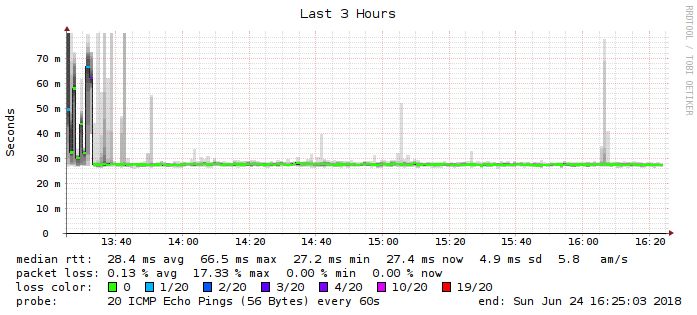 Last 3 Hours
RRDTOOL / TOBI OETIKER
Seconds
70 m
60 m
50 m
40 m
30 m
20 m
10 m
0
13:40 14:00 14:20 14:40 15:00 15:20 15:40 16:00 16:20
median rtt: 28.4 ms avg 66.5 ms max 27.2 ms min 27.4 ms now 4.9 ms sd 5.8 am/s
packet loss: 0.13 % avg 17.33 % max 0.00 % min 0.00 % now
loss color: 0 1/20 2/20 3/20 4/20 10/20 19/20
probe: 20 ICMP Echo Pings (56 Bytes) every 60s end: Sun Jun 24 16:25:03 2018